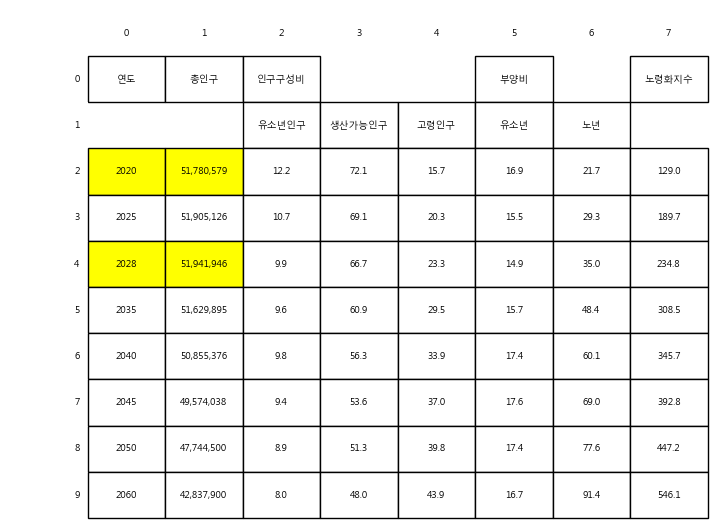 0 1 2 3 4 5 6 7
0 연도 총인구 인구구성비 부양비 노령화지수
1 유소년인구 생산가능인구 고령인구 유소년 노년
2 2020 51,780,579 12.2 72.1 15.7 16.9 21.7 129.0
3 2025 51,905,126 10.7 69.1 20.3 15.5 29.3 189.7
4 2028 51,941,946 9.9 66.7 23.3 14.9 35.0 234.8
5 2035 51,629,895 9.6 60.9 29.5 15.7 48.4 308.5
6 2040 50,855,376 9.8 56.3 33.9 17.4 60.1 345.7
7 2045 49,574,038 9.4 53.6 37.0 17.6 69.0 392.8
8 2050 47,744,500 8.9 51.3 39.8 17.4 77.6 447.2
9 2060 42,837,900 8.0 48.0 43.9 16.7 91.4 546.1